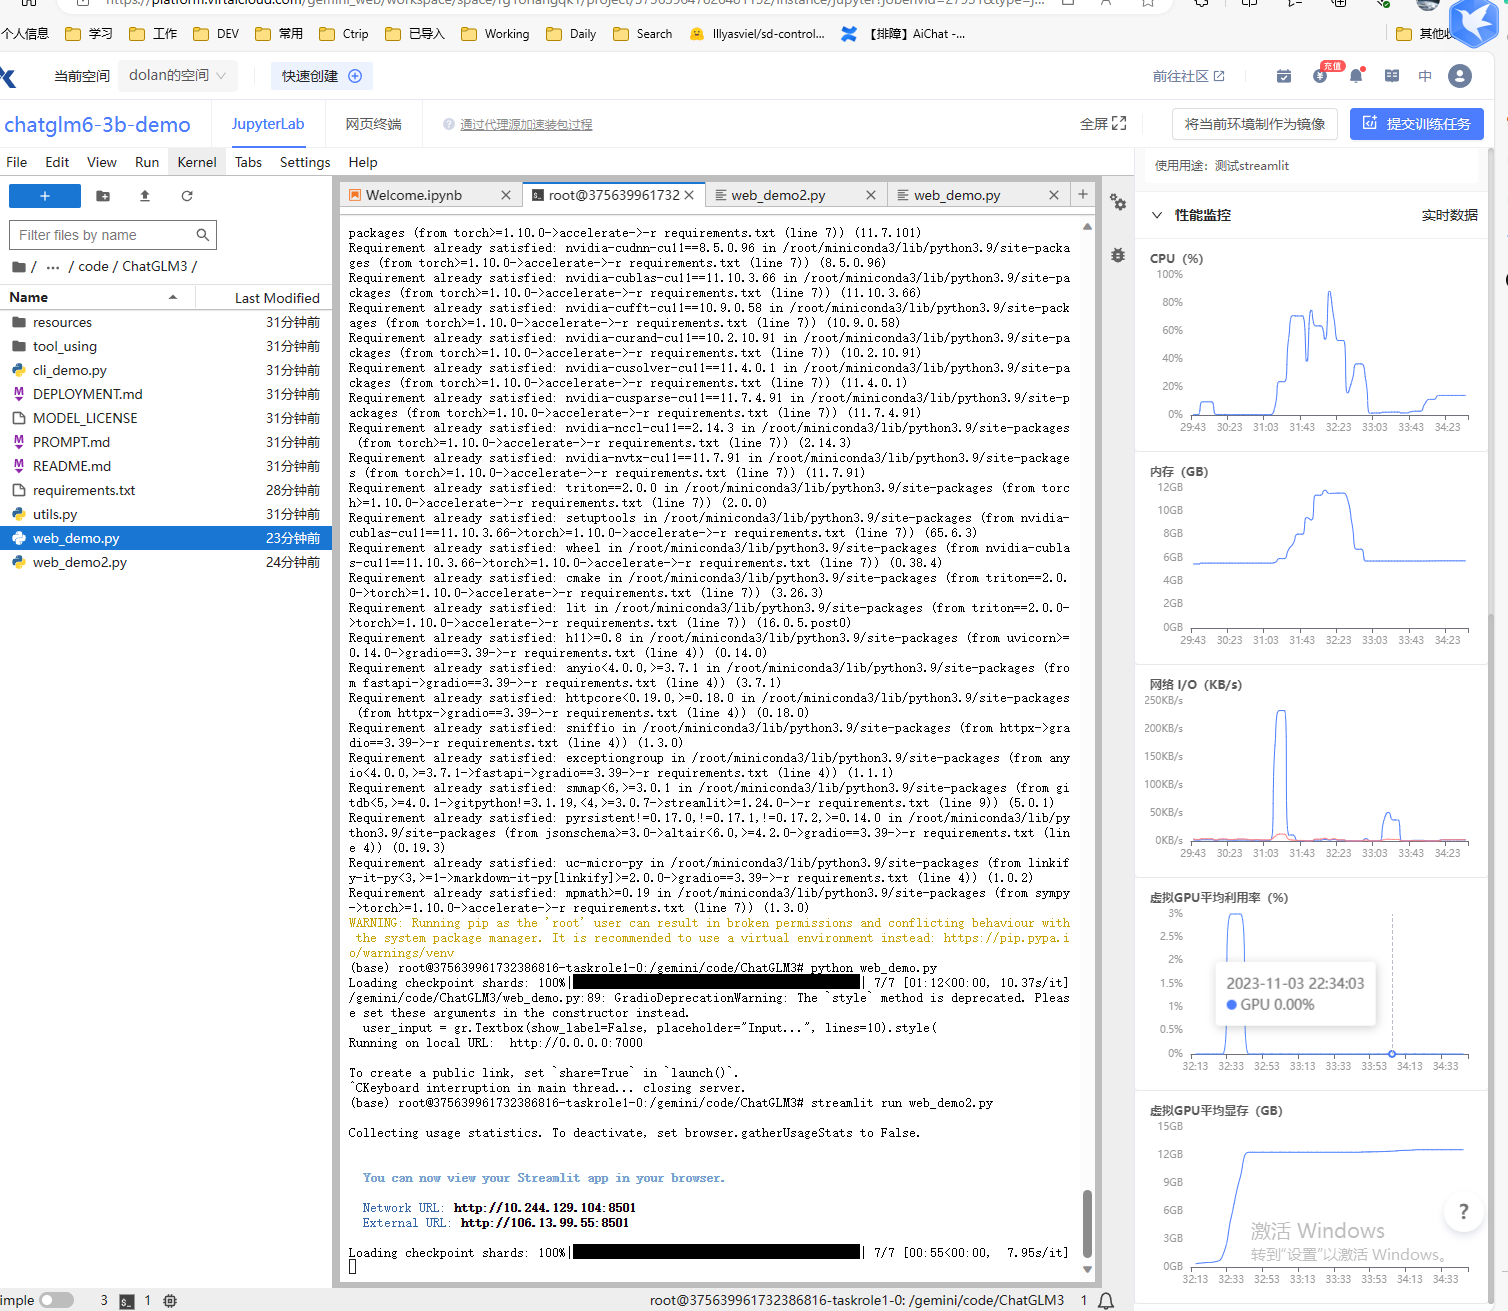 个人信息 学习 工作 DEV 常用 Ctrip 已导入 Working Daily Search lllyasviel/sd-control... 【排障】AiChat -...
当前空间 dolan的空间 快速创建 前往社区 充值 中
chatglm6-3b-demo JupyterLab 网页终端 通过代理源加速装包过程 全屏 将当前环境制作为镜像 提交训练任务
File Edit View Run Kernel Tabs Settings Help
+
Filter files by name
/ ... / code / ChatGLM3 /
Name Last Modified
resources 31分钟前
tool_using 31分钟前
cli_demo.py 31分钟前
DEPLOYMENT.md 31分钟前
MODEL_LICENSE 31分钟前
PROMPT.md 31分钟前
README.md 31分钟前
requirements.txt 28分钟前
utils.py 31分钟前
web_demo.py 23分钟前
web_demo2.py 24分钟前
Welcome.ipynb root@375639961732 web_demo2.py web_demo.py
packages (from torch>=1.10.0->accelerate->-r requirements.txt (line 7)) (11.7.101)
Requirement already satisfied: nvidia-cudnn-cu11==8.5.0.96 in /root/miniconda3/lib/python3.9/site-packa
ges (from torch>=1.10.0->accelerate->-r requirements.txt (line 7)) (8.5.0.96)
Requirement already satisfied: nvidia-cublas-cu11==11.10.3.66 in /root/miniconda3/lib/python3.9/site-pa
ckages (from torch>=1.10.0->accelerate->-r requirements.txt (line 7)) (11.10.3.66)
Requirement already satisfied: nvidia-cufft-cu11==10.9.0.58 in /root/miniconda3/lib/python3.9/site-pack
ages (from torch>=1.10.0->accelerate->-r requirements.txt (line 7)) (10.9.0.58)
Requirement already satisfied: nvidia-curand-cu11==10.2.10.91 in /root/miniconda3/lib/python3.9/site-pa
ckages (from torch>=1.10.0->accelerate->-r requirements.txt (line 7)) (10.2.10.91)
Requirement already satisfied: nvidia-cusolver-cu11==11.4.0.1 in /root/miniconda3/lib/python3.9/site-pa
ckages (from torch>=1.10.0->accelerate->-r requirements.txt (line 7)) (11.4.0.1)
Requirement already satisfied: nvidia-cusparse-cu11==11.7.4.91 in /root/miniconda3/lib/python3.9/site-p
ackages (from torch>=1.10.0->accelerate->-r requirements.txt (line 7)) (11.7.4.91)
Requirement already satisfied: nvidia-nccl-cu11==2.14.3 in /root/miniconda3/lib/python3.9/site-packages
(from torch>=1.10.0->accelerate->-r requirements.txt (line 7)) (2.14.3)
Requirement already satisfied: nvidia-nvtx-cu11==11.7.91 in /root/miniconda3/lib/python3.9/site-package
s (from torch>=1.10.0->accelerate->-r requirements.txt (line 7)) (11.7.91)
Requirement already satisfied: triton==2.0.0 in /root/miniconda3/lib/python3.9/site-packages (from torc
h>=1.10.0->accelerate->-r requirements.txt (line 7)) (2.0.0)
Requirement already satisfied: setuptools in /root/miniconda3/lib/python3.9/site-packages (from nvidia-
cublas-cu11==11.10.3.66->torch>=1.10.0->accelerate->-r requirements.txt (line 7)) (65.6.3)
Requirement already satisfied: wheel in /root/miniconda3/lib/python3.9/site-packages (from nvidia-cubla
s-cu11==11.10.3.66->torch>=1.10.0->accelerate->-r requirements.txt (line 7)) (0.38.4)
Requirement already satisfied: cmake in /root/miniconda3/lib/python3.9/site-packages (from triton==2.0.
0->torch>=1.10.0->accelerate->-r requirements.txt (line 7)) (3.26.3)
Requirement already satisfied: lit in /root/miniconda3/lib/python3.9/site-packages (from triton==2.0.0-
>torch>=1.10.0->accelerate->-r requirements.txt (line 7)) (16.0.5.post0)
Requirement already satisfied: h11>=0.8 in /root/miniconda3/lib/python3.9/site-packages (from uvicorn>=
0.14.0->gradio==3.39->-r requirements.txt (line 4)) (0.14.0)
Requirement already satisfied: anyio<4.0.0,>=3.7.1 in /root/miniconda3/lib/python3.9/site-packages (fro
m fastapi->gradio==3.39->-r requirements.txt (line 4)) (3.7.1)
Requirement already satisfied: httpcore<0.19.0,>=0.18.0 in /root/miniconda3/lib/python3.9/site-packages
(from httpx->gradio==3.39->-r requirements.txt (line 4)) (0.18.0)
Requirement already satisfied: sniffio in /root/miniconda3/lib/python3.9/site-packages (from httpx->gra
dio==3.39->-r requirements.txt (line 4)) (1.3.0)
Requirement already satisfied: exceptiongroup in /root/miniconda3/lib/python3.9/site-packages (from any
io<4.0.0,>=3.7.1->fastapi->gradio==3.39->-r requirements.txt (line 4)) (1.1.1)
Requirement already satisfied: smmap<6,>=3.0.1 in /root/miniconda3/lib/python3.9/site-packages (from gi
tdb<5,>=4.0.1->gitpython!=3.1.19,<4,>=3.0.7->streamlit>=1.24.0->-r requirements.txt (line 9)) (5.0.1)
Requirement already satisfied: pyrsistent!=0.17.0,!=0.17.1,!=0.17.2,>=0.14.0 in /root/miniconda3/lib/py
thon3.9/site-packages (from jsonschema>=3.0->altair<6.0,>=4.2.0->gradio==3.39->-r requirements.txt (lin
e 4)) (0.19.3)
Requirement already satisfied: uc-micro-py in /root/miniconda3/lib/python3.9/site-packages (from linkif
y-it-py<3,>=1->markdown-it-py[linkify]>=2.0.0->gradio==3.39->-r requirements.txt (line 4)) (1.0.2)
Requirement already satisfied: mpmath>=0.19 in /root/miniconda3/lib/python3.9/site-packages (from sympy
->torch>=1.10.0->accelerate->-r requirements.txt (line 7)) (1.3.0)
WARNING: Running pip as the 'root' user can result in broken permissions and conflicting behaviour with
the system package manager. It is recommended to use a virtual environment instead: https://pip.pypa.i
o/warnings/venv
(base) root@375639961732386816-taskrole1-0:/gemini/code/ChatGLM3# python web_demo.py
Loading checkpoint shards: 100%| | 7/7 [01:12<00:00, 10.37s/it]
/gemini/code/ChatGLM3/web_demo.py:89: GradioDeprecationWarning: The `style` method is deprecated. Pleas
e set these arguments in the constructor instead.
user_input = gr.Textbox(show_label=False, placeholder="Input...", lines=10).style(
Running on local URL: http://0.0.0.0:7000
To create a public link, set `share=True` in `launch()`.
^CKeyboard interruption in main thread... closing server.
(base) root@375639961732386816-taskrole1-0:/gemini/code/ChatGLM3# streamlit run web_demo2.py
Collecting usage statistics. To deactivate, set browser.gatherUsageStats to False.
You can now view your Streamlit app in your browser.
Network URL: http://10.244.129.104:8501
External URL: http://106.13.99.55:8501
Loading checkpoint shards: 100%| | 7/7 [00:55<00:00, 7.95s/it]
使用用途：测试streamlit
性能监控 实时数据
CPU（%）
100%
80%
60%
40%
20%
0%
29:43 30:23 31:03 31:43 32:23 33:03 33:43 34:23
内存（GB）
12GB
10GB
8GB
6GB
4GB
2GB
0GB
29:43 30:23 31:03 31:43 32:23 33:03 33:43 34:23
网络 I/O（KB/s）
250KB/s
200KB/s
150KB/s
100KB/s
50KB/s
0KB/s
29:43 30:23 31:03 31:43 32:23 33:03 33:43 34:23
虚拟GPU平均利用率（%）
3%
2.5%
2%
1.5%
1%
0.5%
0%
2023-11-03 22:34:03
GPU 0.00%
32:13 32:33 32:53 33:13 33:33 33:53 34:13 34:33
虚拟GPU平均显存（GB）
15GB
12GB
9GB
6GB
3GB
0GB
32:13 32:33 32:53 33:13 33:33 33:53 34:13 34:33
?
激活 Windows
转到"设置"以激活 Windows。
imple 3 1 root@375639961732386816-taskrole1-0: /gemini/code/ChatGLM3 1